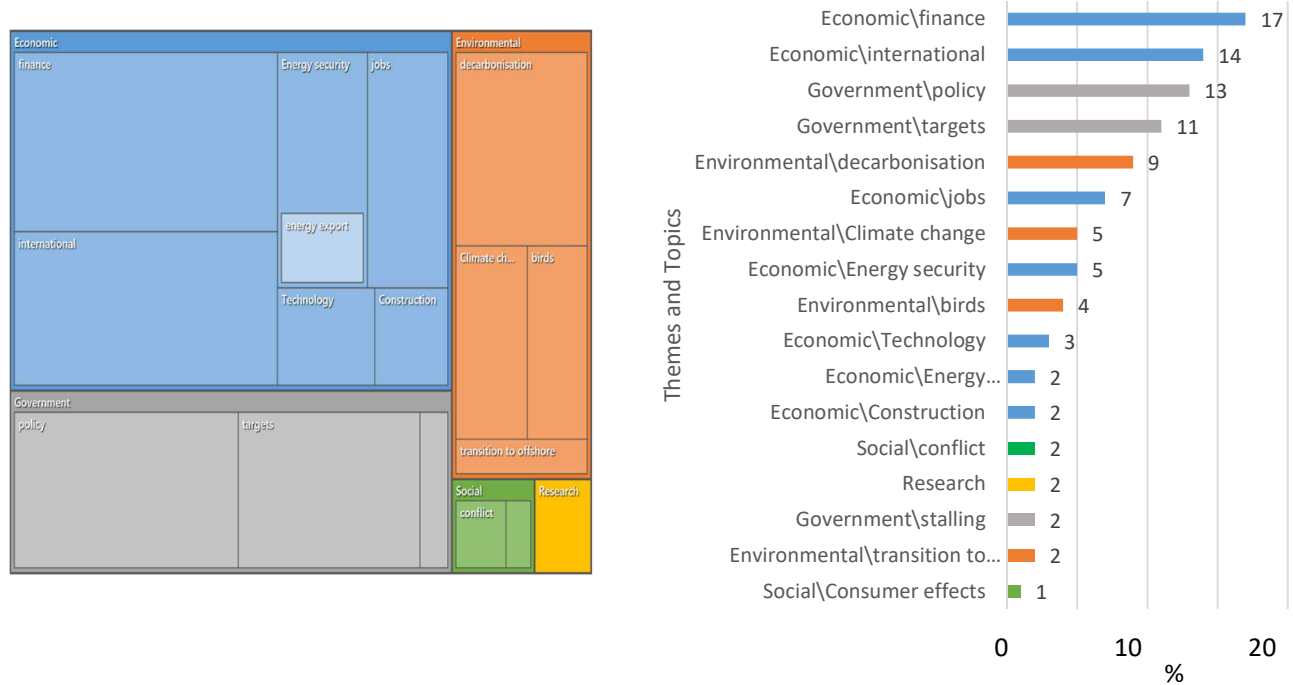 Economic
finance
Energy security
jobs
energy export
international
Technology
Construction
Environmental
decarbonisation
Climate ch...
birds
transition to offshore
Government
policy
targets
Social
conflict
Research
Themes and Topics
Economic\finance 17
Economic\international 14
Government\policy 13
Government\targets 11
Environmental\decarbonisation 9
Economic\jobs 7
Environmental\Climate change 5
Economic\Energy security 5
Environmental\birds 4
Economic\Technology 3
Economic\Energy... 2
Economic\Construction 2
Social\conflict 2
Research 2
Government\stalling 2
Environmental\transition to... 2
Social\Consumer effects 1
0 10 20
%